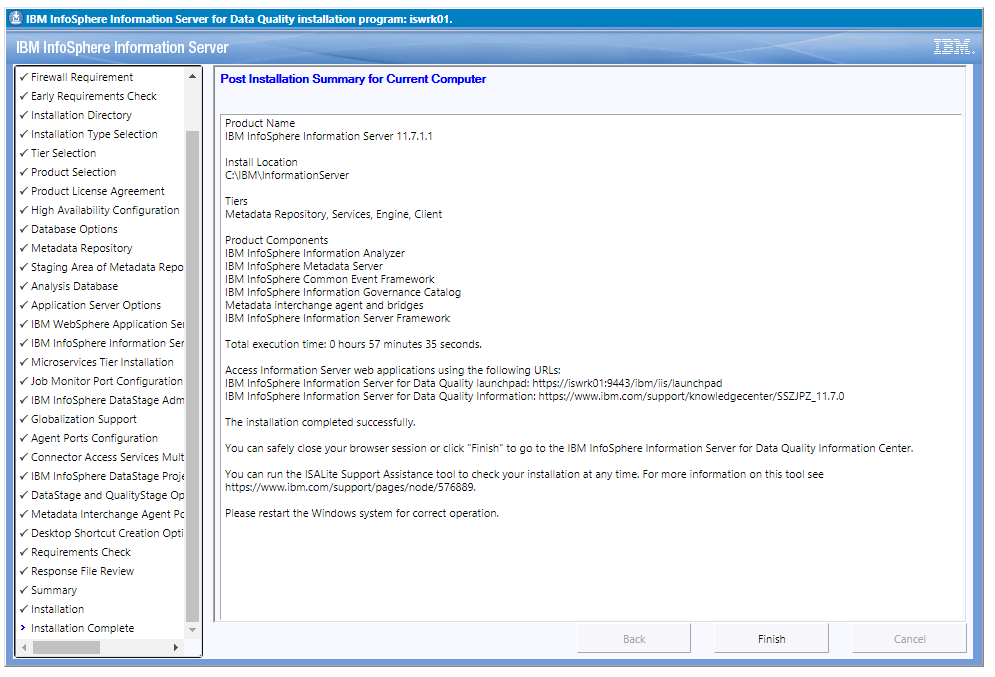 IBM InfoSphere Information Server for Data Quality installation program: iswrk01.
IBM InfoSphere Information Server
IBM.
Firewall Requirement
Early Requirements Check
Installation Directory
Installation Type Selection
Tier Selection
Product Selection
Product License Agreement
High Availability Configuration
Database Options
Metadata Repository
Staging Area of Metadata Repo
Analysis Database
Application Server Options
IBM WebSphere Application Ser
IBM InfoSphere Information Ser
Microservices Tier Installation
Job Monitor Port Configuration
IBM InfoSphere DataStage Adm
Globalization Support
Agent Ports Configuration
Connector Access Services Mult
IBM InfoSphere DataStage Proje
DataStage and QualityStage Op
Metadata Interchange Agent Po
Desktop Shortcut Creation Opti
Requirements Check
Response File Review
Summary
Installation
Installation Complete
Post Installation Summary for Current Computer
Product Name
IBM InfoSphere Information Server 11.7.1.1
Install Location
C:\IBM\InformationServer
Tiers
Metadata Repository, Services, Engine, Client
Product Components
IBM InfoSphere Information Analyzer
IBM InfoSphere Metadata Server
IBM InfoSphere Common Event Framework
IBM InfoSphere Information Governance Catalog
Metadata interchange agent and bridges
IBM InfoSphere Information Server Framework
Total execution time: 0 hours 57 minutes 35 seconds.
Access Information Server web applications using the following URLs:
IBM InfoSphere Information Server for Data Quality launchpad: https://iswrk01:9443/ibm/iis/launchpad
IBM InfoSphere Information Server for Data Quality Information: https://www.ibm.com/support/knowledgecenter/SSZJPZ_11.7.0
The installation completed successfully.
You can safely close your browser session or click "Finish" to go to the IBM InfoSphere Information Server for Data Quality Information Center.
You can run the ISALite Support Assistance tool to check your installation at any time. For more information on this tool see
https://www.ibm.com/support/pages/node/576889.
Please restart the Windows system for correct operation.
Back
Finish
Cancel